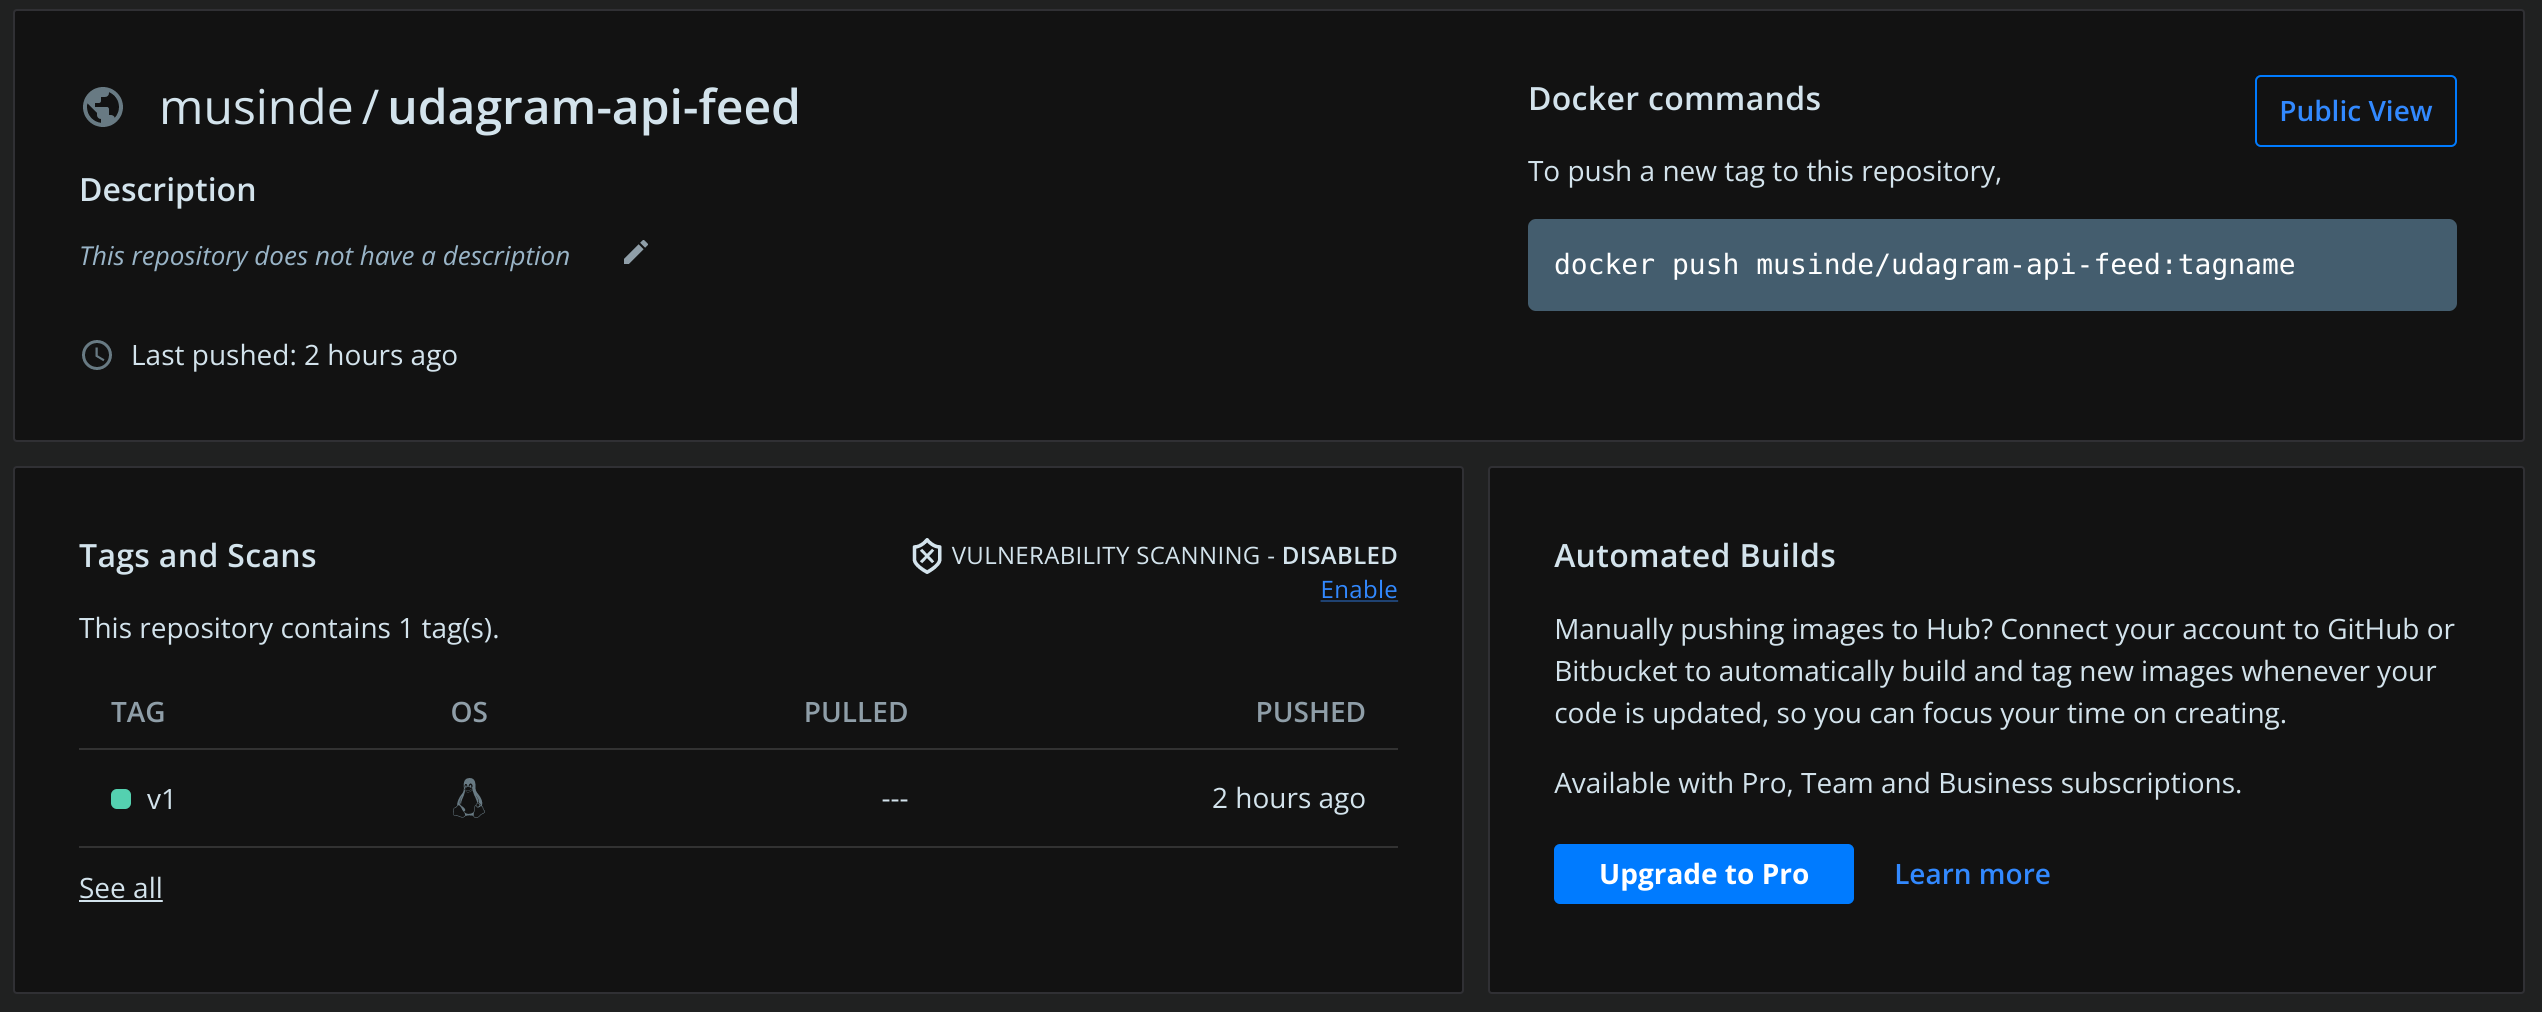 musinde / udagram-api-feed
Description
This repository does not have a description
Last pushed: 2 hours ago
Docker commands
Public View
To push a new tag to this repository,
docker push musinde/udagram-api-feed:tagname
Tags and Scans
VULNERABILITY SCANNING - DISABLED
Enable
This repository contains 1 tag(s).
TAG OS PULLED PUSHED
v1 --- 2 hours ago
See all
Automated Builds
Manually pushing images to Hub? Connect your account to GitHub or
Bitbucket to automatically build and tag new images whenever your
code is updated, so you can focus your time on creating.
Available with Pro, Team and Business subscriptions.
Upgrade to Pro Learn more